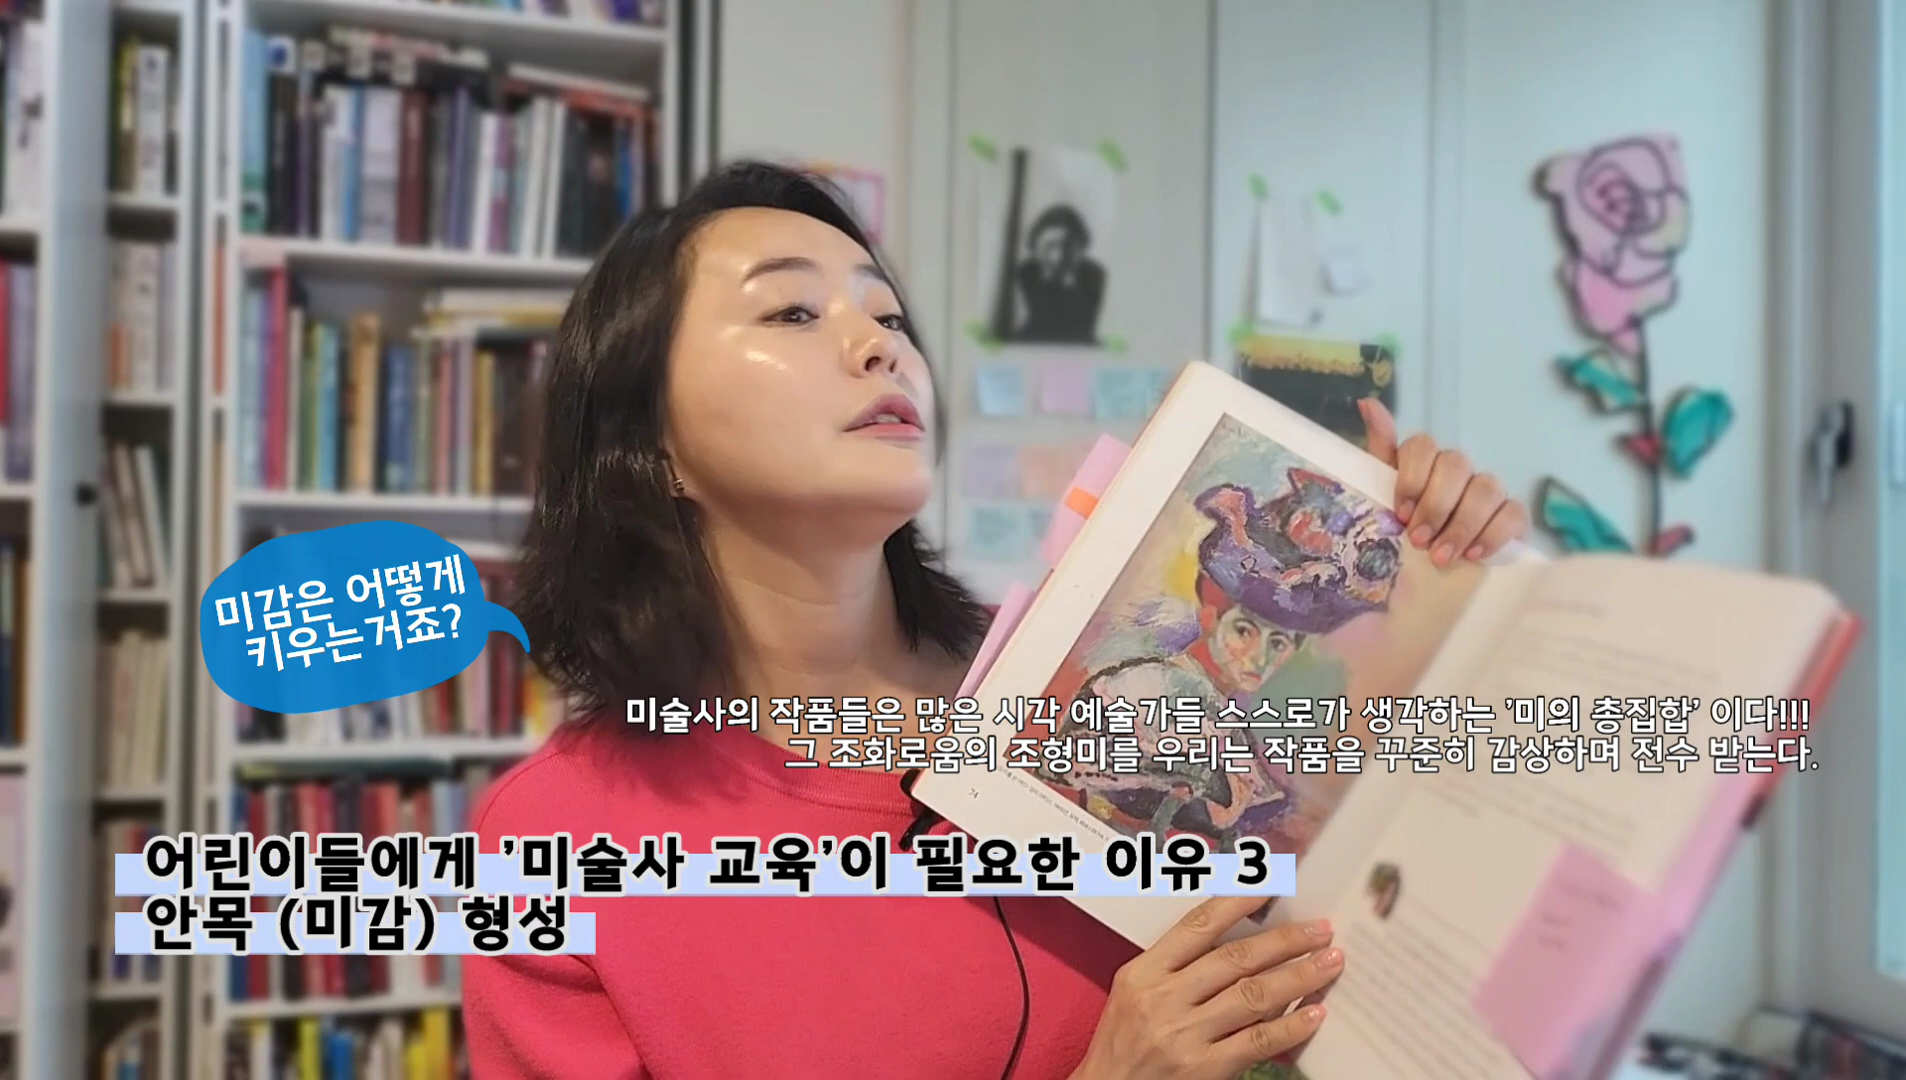 미감은 어떻게
키우는거죠?
미술사의 작품들은 많은 시각 예술가들 스스로가 생각하는 '미의 총집합' 이다!!!
그 조화로움의 조형미를 우리는 작품을 꾸준히 감상하며 전수 받는다.
74
어린이들에게 '미술사 교육'이 필요한 이유 3
안목 (미감) 형성